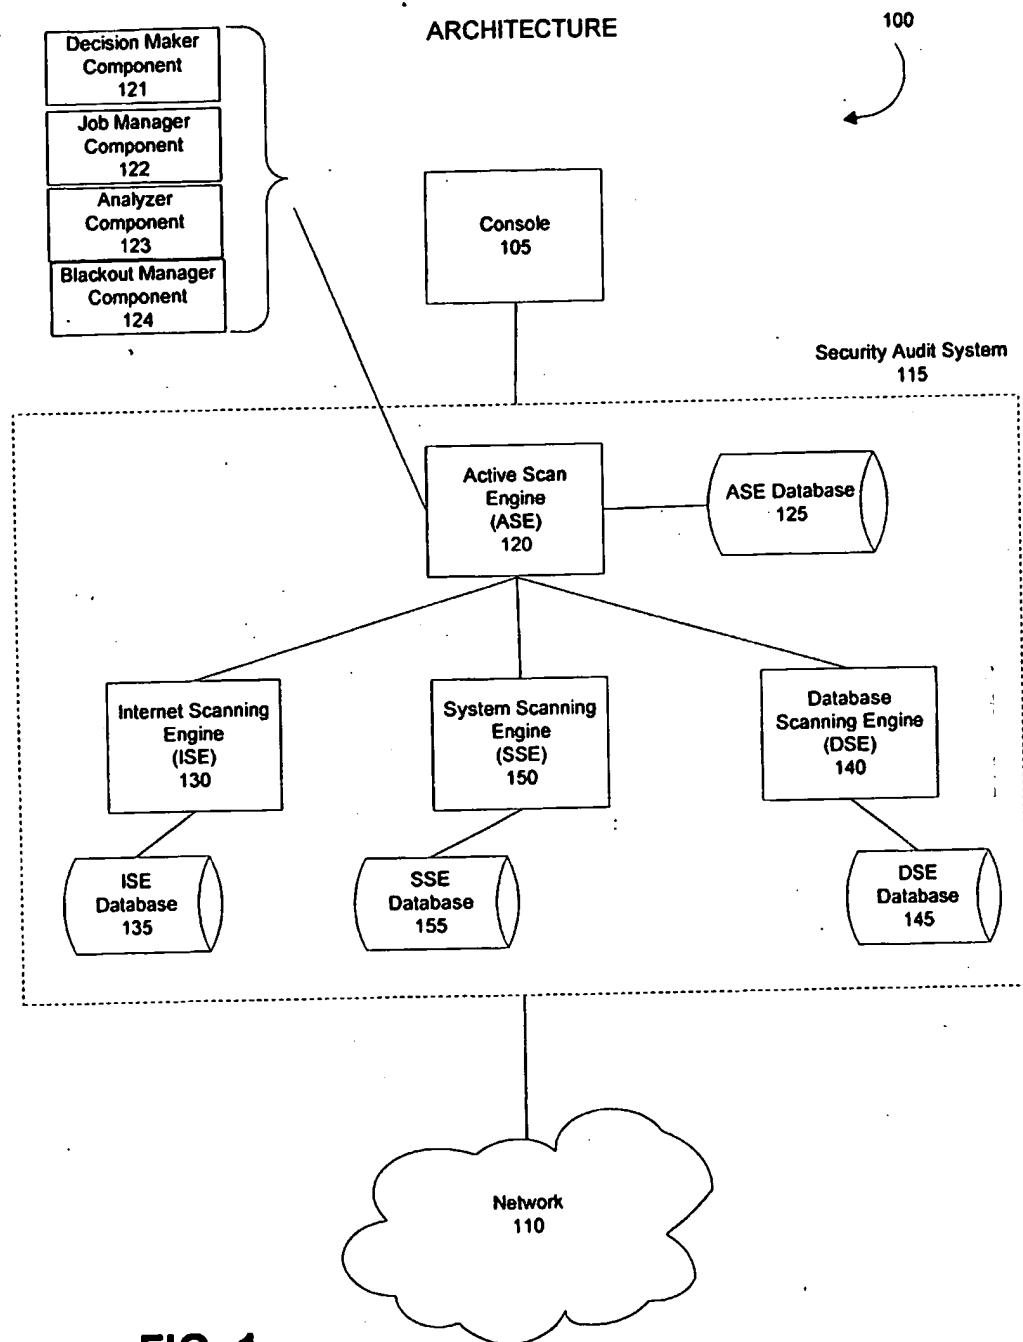 ARCHITECTURE
100
Decision Maker
Component
121
Job Manager
Component
122
Analyzer
Component
123
Blackout Manager
Component
124
Console
105
Security Audit System
115
Active Scan
Engine
(ASE)
120
ASE Database
125
Internet Scanning
Engine
(ISE)
130
System Scanning
Engine
(SSE)
150
Database
Scanning Engine
(DSE)
140
ISE
Database
135
SSE
Database
155
DSE
Database
145
Network
110
FIG. 1